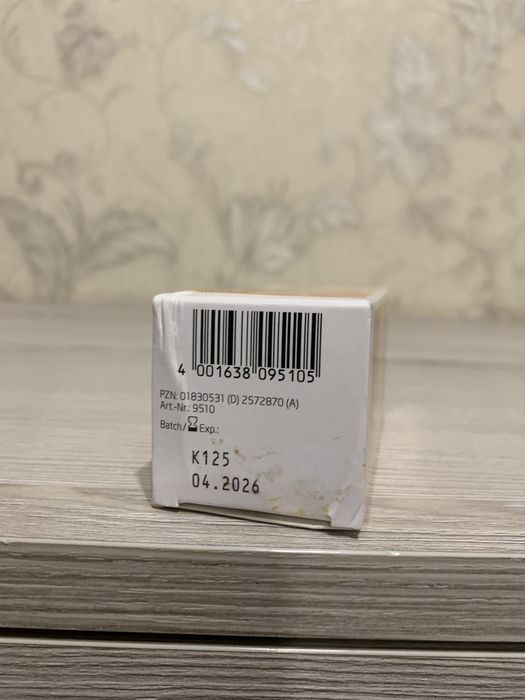 4 001638 095105
PZN: 01830531 (D) 2572870 (A)
Art.-Nr.: 9510
Batch/ Exp.:
K125
04.2026